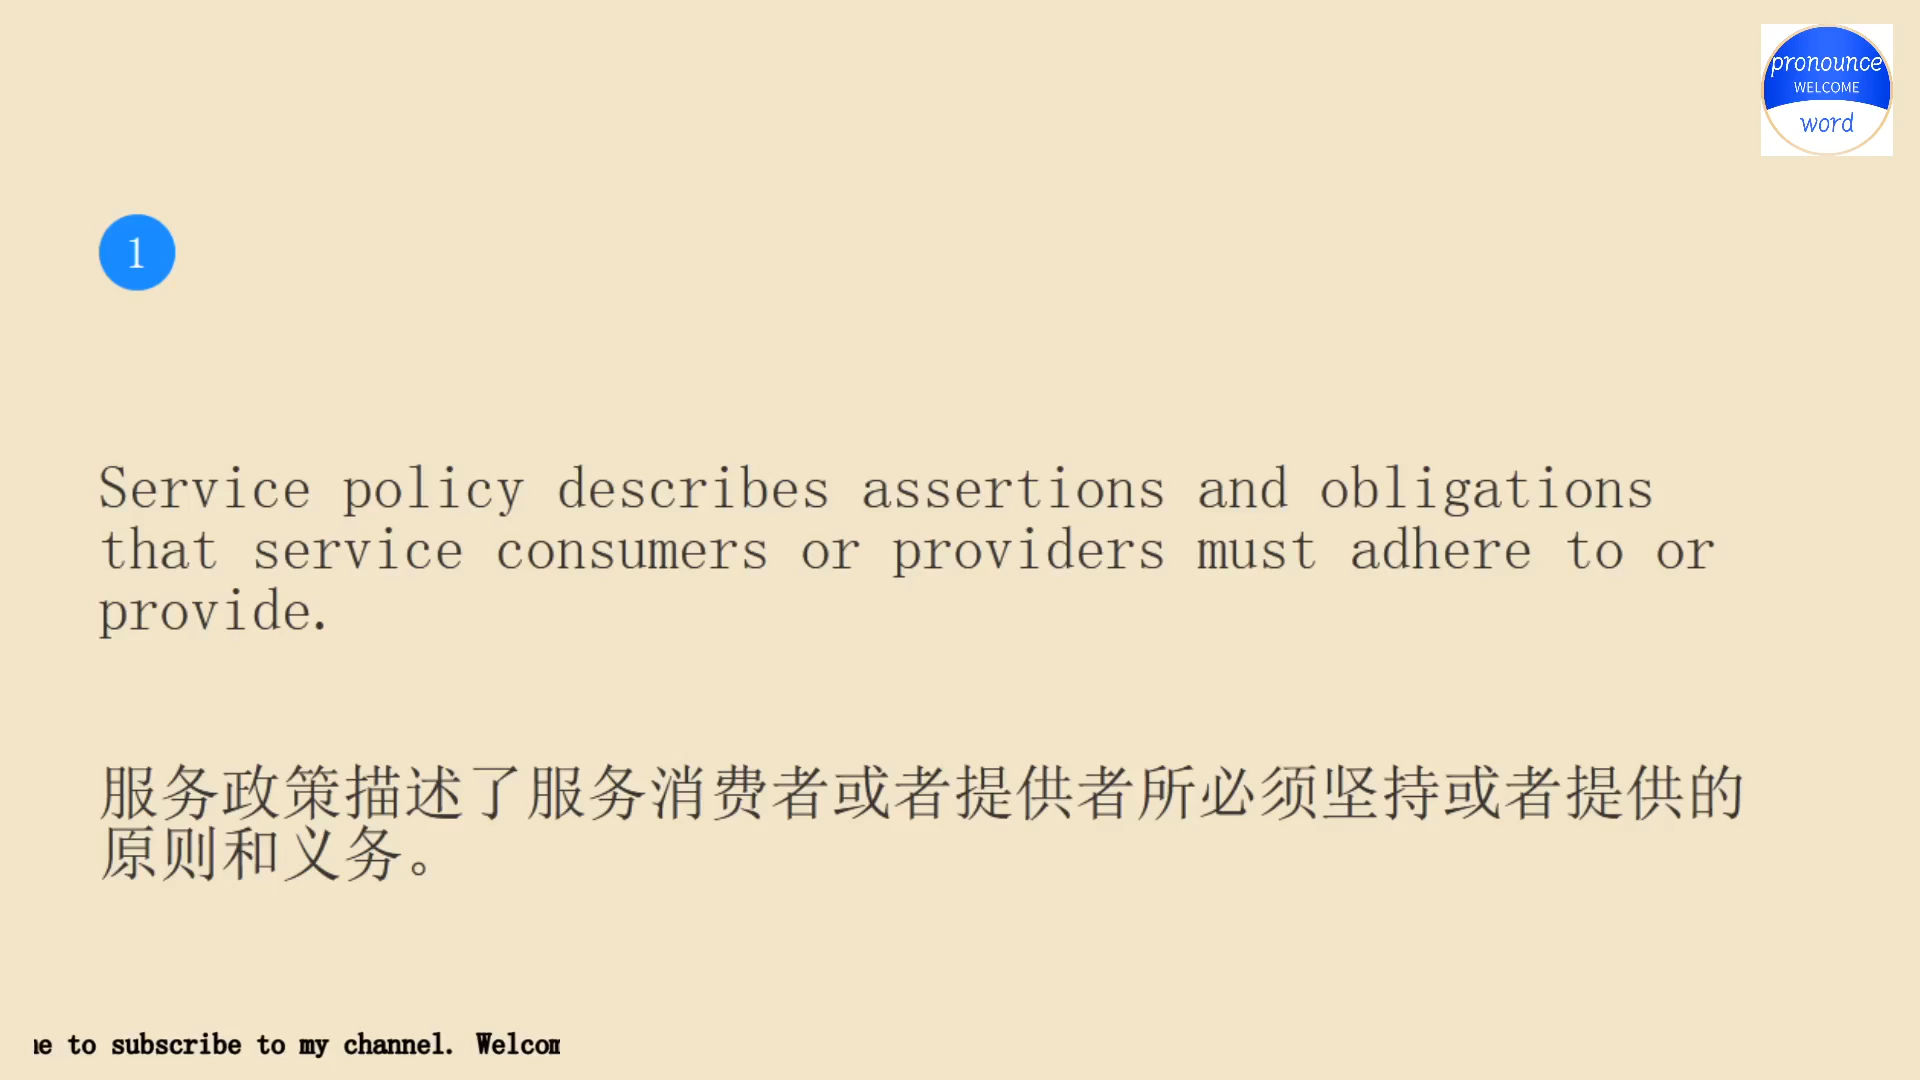 pronounce
WELCOME
word
1
Service policy describes assertions and obligations
that service consumers or providers must adhere to or
provide.
服务政策描述了服务消费者或者提供者所必须坚持或者提供的
原则和义务。
to subscribe to my channel. Welcom